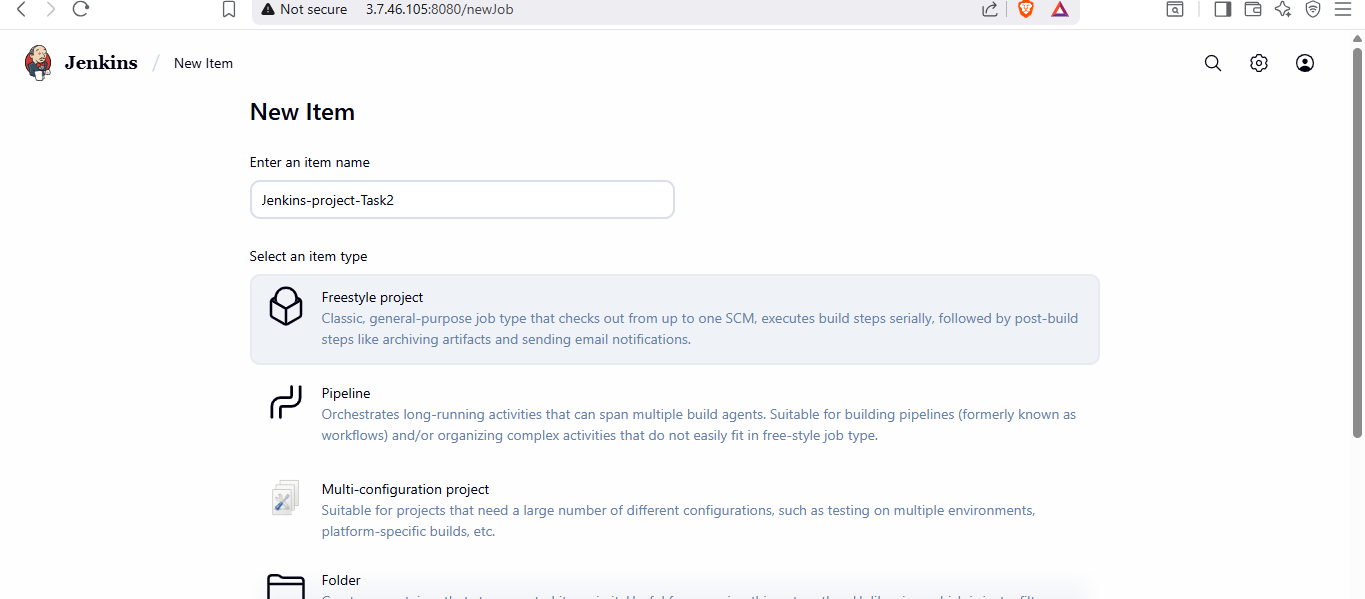 Not secure 3.7.46.105:8080/newJob
Jenkins / New Item
New Item
Enter an item name
Jenkins-project-Task2
Select an item type
Freestyle project
Classic, general-purpose job type that checks out from up to one SCM, executes build steps serially, followed by post-build
steps like archiving artifacts and sending email notifications.
Pipeline
Orchestrates long-running activities that can span multiple build agents. Suitable for building pipelines (formerly known as
workflows) and/or organizing complex activities that do not easily fit in free-style job type.
Multi-configuration project
Suitable for projects that need a large number of different configurations, such as testing on multiple environments,
platform-specific builds, etc.
Folder